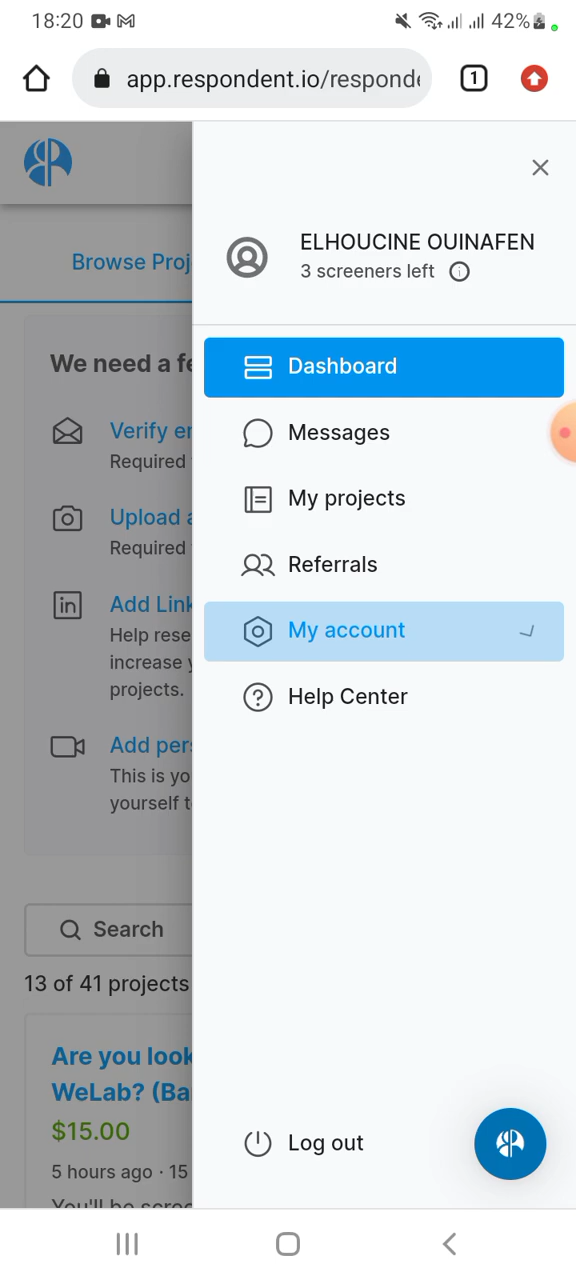 18:20
42%
app.respondent.io/responde
1
ELHOUCINE OUINAFEN
3 screeners left
Browse Proj
We need a fe
Dashboard
Messages
My projects
Referrals
My account
Help Center
Verify en
Required
Upload a
Required
Add Link
Help rese
increase y
projects.
Add pers
This is yo
yourself t
Search
13 of 41 projects
Are you look
WeLab? (Ba
$15.00
5 hours ago · 15
Log out